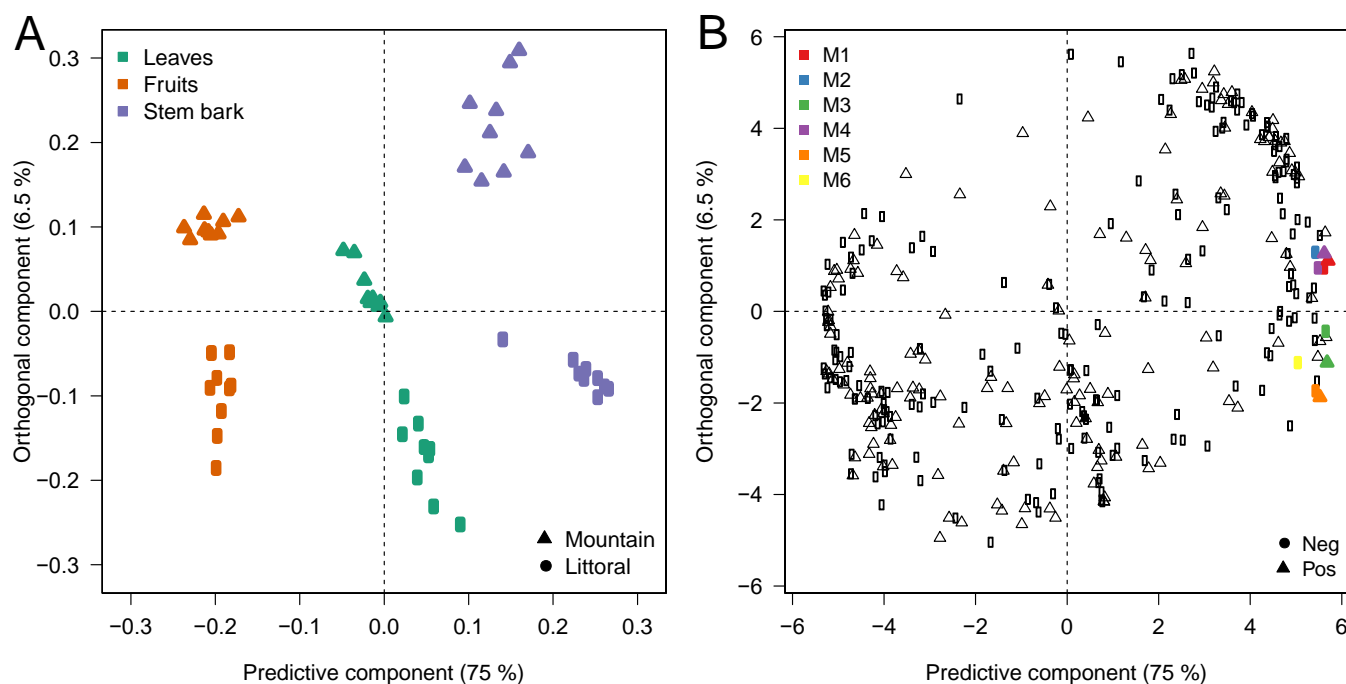 A
Leaves
Fruits
Stem bark
Mountain
Littoral
0.3
0.2
0.1
0.0
−0.1
−0.2
−0.3
−0.3
−0.2
−0.1
0.0
0.1
0.2
0.3
Orthogonal component (6.5 %)
Predictive component (75 %)
B
M1
M2
M3
M4
M5
M6
Neg
Pos
6
4
2
0
−2
−4
−6
−6
−4
−2
0
2
4
6
Orthogonal component (6.5 %)
Predictive component (75 %)